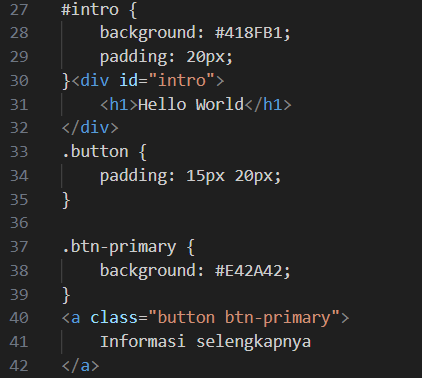 27 #intro {
28     background: #418FB1;
29     padding: 20px;
30 }<div id="intro">
31     <h1>Hello World</h1>
32 </div>
33 .button {
34     padding: 15px 20px;
35 }
36
37 .btn-primary {
38     background: #E42A42;
39 }
40 <a class="button btn-primary">
41     Informasi selengkapnya
42 </a>